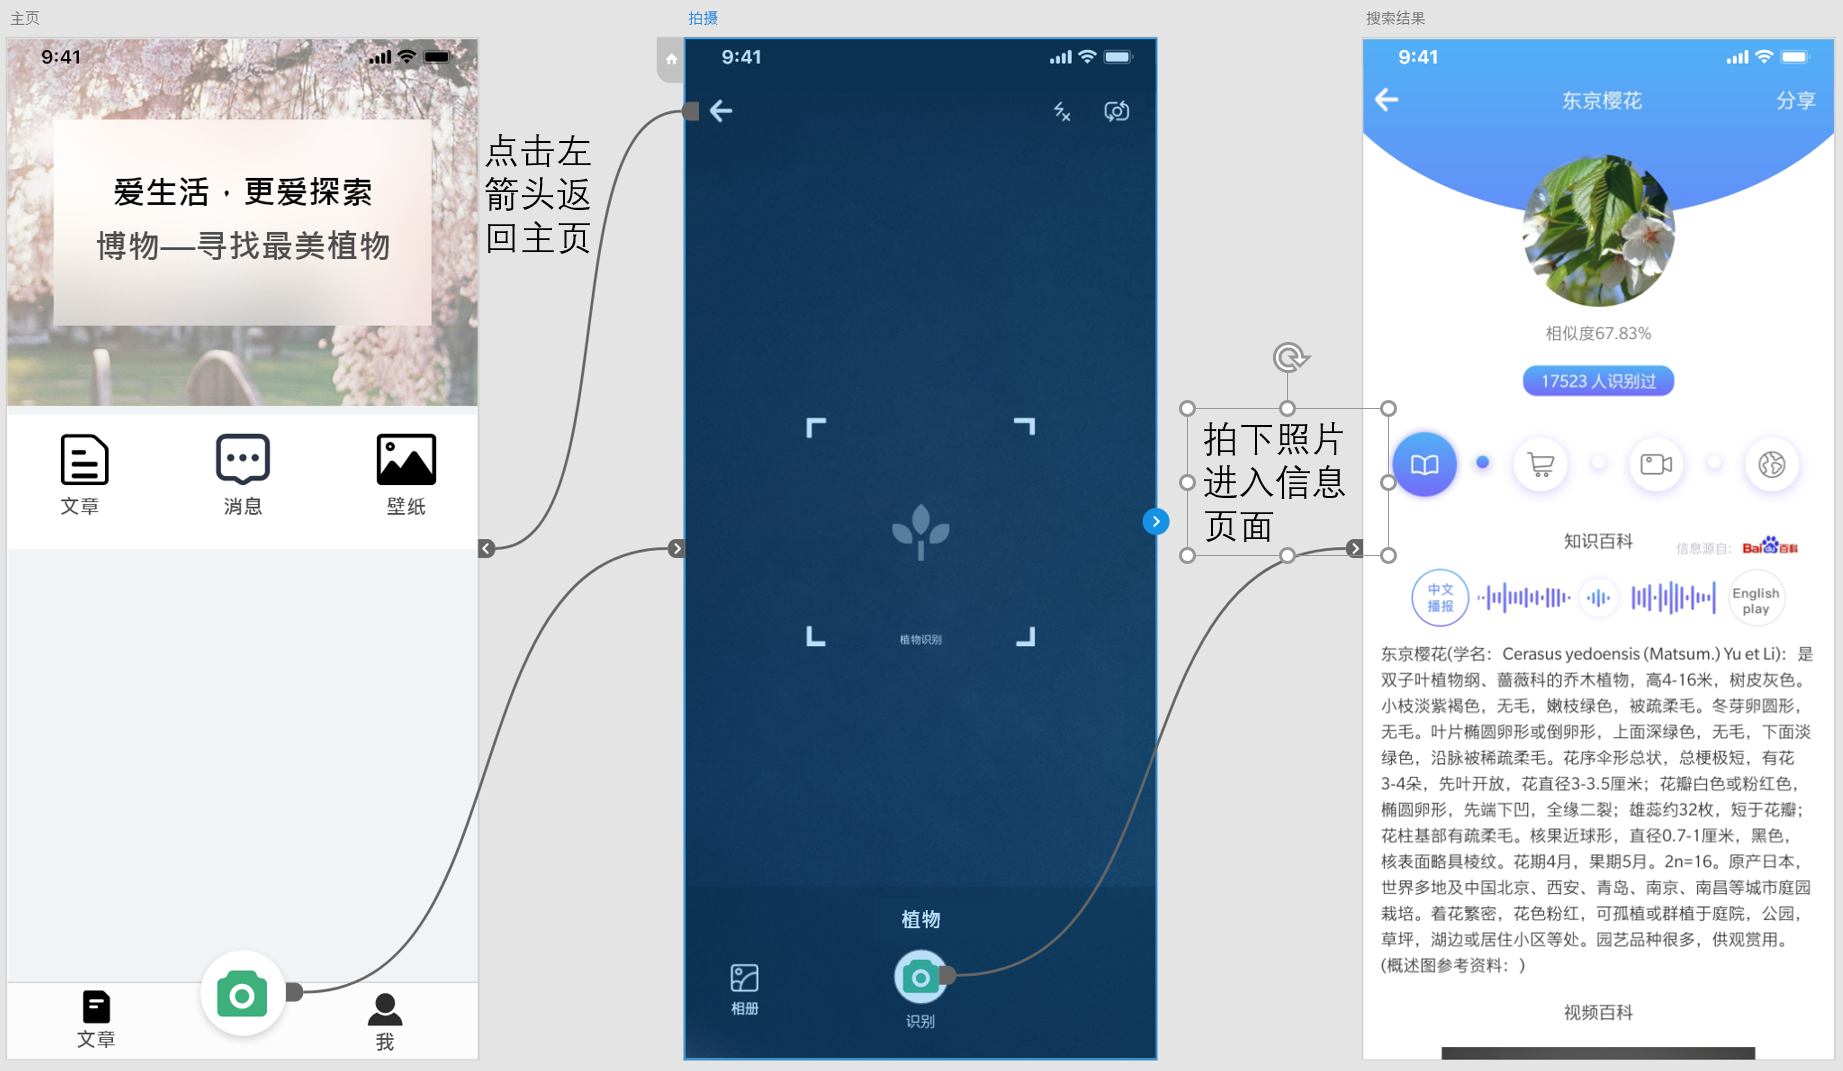 主页
9:41
爱生活，更爱探索
博物—寻找最美植物
文章
消息
壁纸
文章
我
点击左
箭头返
回主页
拍摄
9:41
植物识别
植物
相册
识别
拍下照片
进入信息
页面
搜索结果
9:41
东京樱花
分享
相似度67.83%
17523 人识别过
知识百科
信息源自:
Bai du 百科
中文
播报
English
play
东京樱花(学名：Cerasus yedoensis (Matsum.) Yu et Li)：是
双子叶植物纲、蔷薇科的乔木植物，高4-16米，树皮灰色。
小枝淡紫褐色，无毛，嫩枝绿色，被疏柔毛。冬芽卵圆形，
无毛。叶片椭圆卵形或倒卵形，上面深绿色，无毛，下面淡
绿色，沿脉被稀疏柔毛。花序伞形总状，总梗极短，有花
3-4朵，先叶开放，花直径3-3.5厘米；花瓣白色或粉红色，
椭圆卵形，先端下凹，全缘二裂；雄蕊约32枚，短于花瓣；
花柱基部有疏柔毛。核果近球形，直径0.7-1厘米，黑色，
核表面略具棱纹。花期4月，果期5月。2n=16。原产日本，
世界多地及中国北京、西安、青岛、南京、南昌等城市庭园
栽培。着花繁密，花色粉红，可孤植或群植于庭院，公园，
草坪，湖边或居住小区等处。园艺品种很多，供观赏用。
(概述图参考资料：)
视频百科